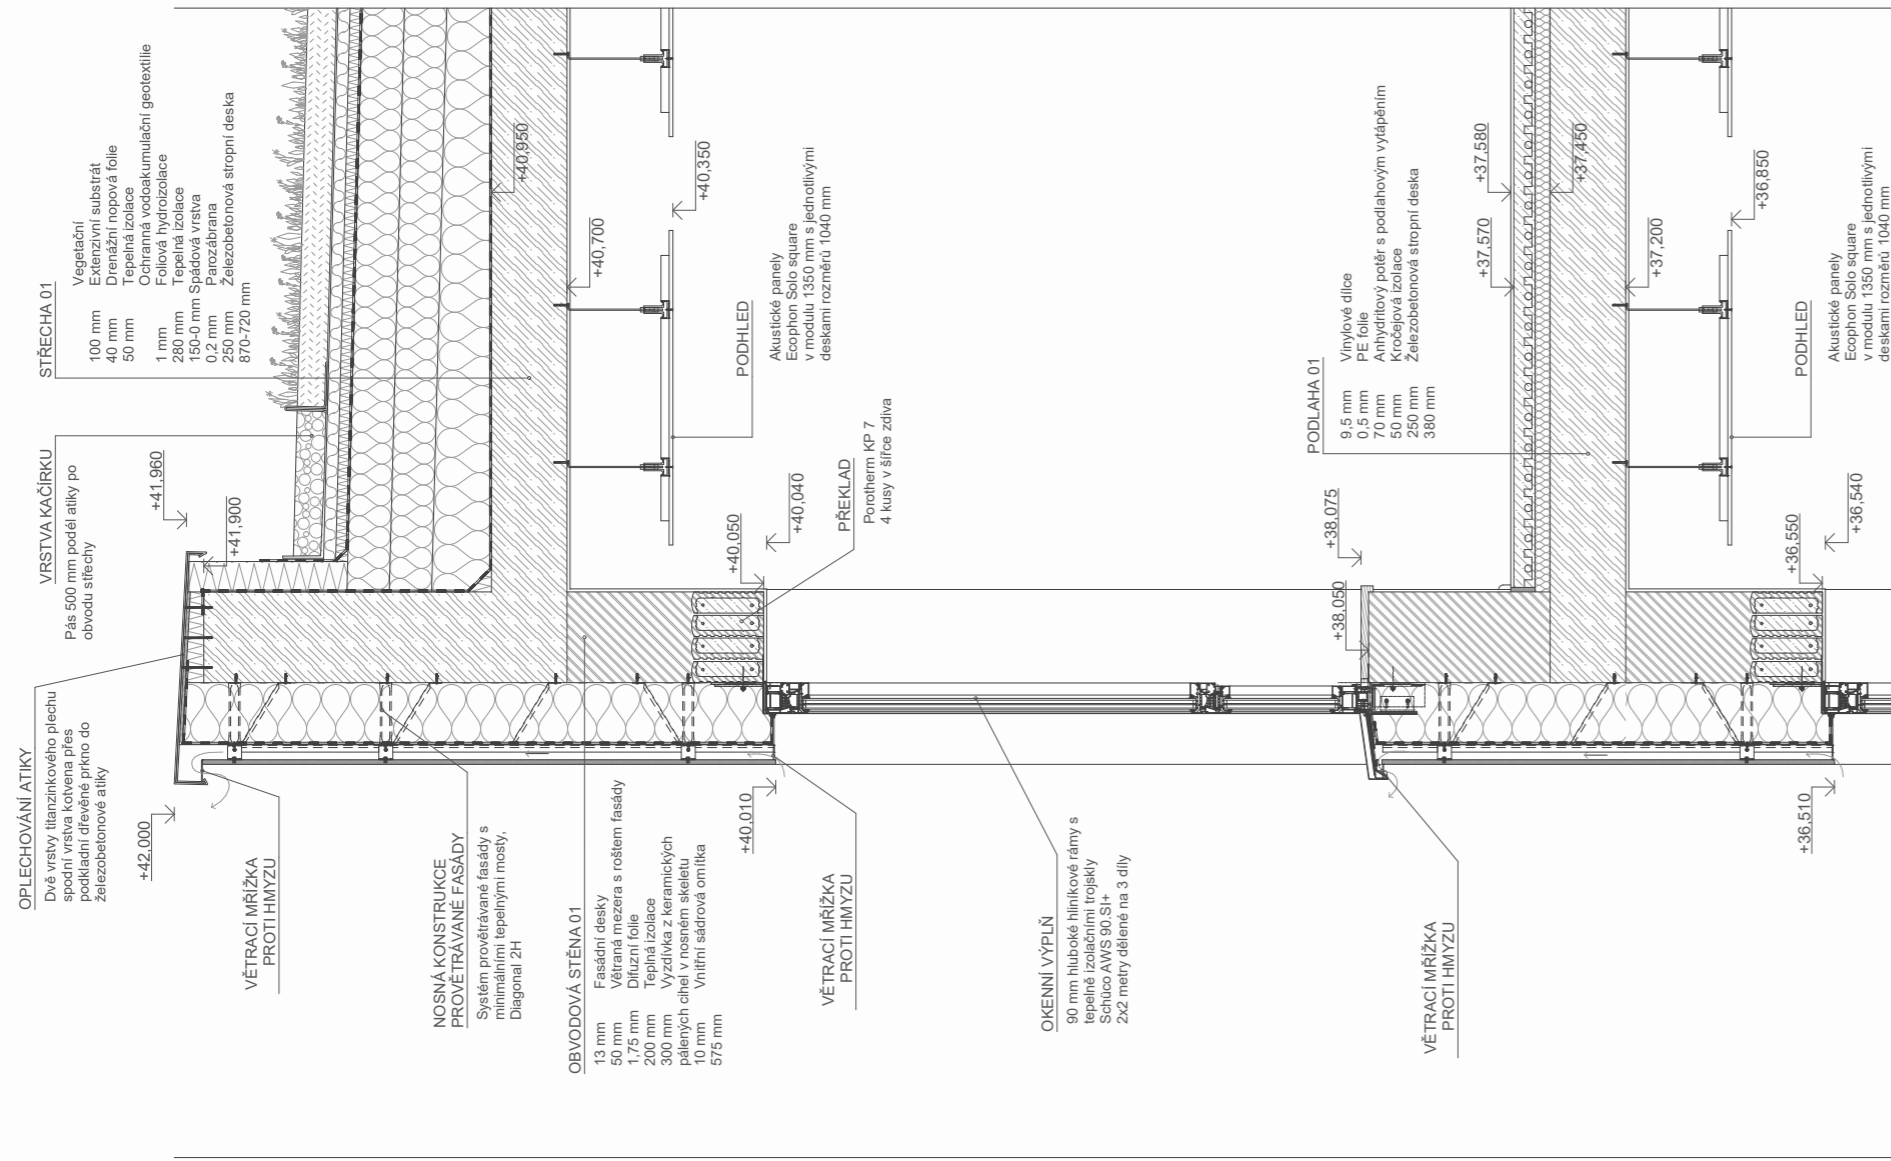 OPLECHOVÁNÍ ATIKY
Dvě vrstvy titanzinkového plechu
spodní vrstva kotvena přes
podkladní dřevěné prkno do
železobetonové atiky
VRSTVA KAČÍRKU
Pás 500 mm podél atiky po
obvodu střechy
STŘECHA 01
Vegetační
100 mm Extenzivní substrát
40 mm Drenážní nopová folie
50 mm Tepelná izolace
Ochranná vodoakumulační geotextilie
1 mm Foliová hydroizolace
280 mm Tepelná izolace
150-0 mm Spádová vrstva
0,2 mm Parozábrana
250 mm Železobetonová stropní deska
870-720 mm
+42,000
+41,960
+41,900
+40,950
+40,700
+40,350
VĚTRACÍ MŘÍŽKA
PROTI HMYZU
NOSNÁ KONSTRUKCE
PROVĚTRÁVANÉ FASÁDY
Systém provětrávané fasády s
minimálními tepelnými mosty,
Diagonal 2H
OBVODOVÁ STĚNA 01
13 mm Fasádní desky
50 mm Větraná mezera s roštem fasády
1,75 mm Difuzní folie
200 mm Teplná izolace
300 mm Vyzdívka z keramických
pálených cihel v nosném skeletu
10 mm Vnitřní sádrová omítka
575 mm
PODHLED
Akustické panely
Ecophon Solo square
v modulu 1350 mm s jednotlivými
deskami rozměrů 1040 mm
+40,050
+40,040
+40,010
PŘEKLAD
Porotherm KP 7
4 kusy v šířce zdiva
VĚTRACÍ MŘÍŽKA
PROTI HMYZU
OKENNÍ VÝPLŇ
90 mm hluboké hliníkové rámy s
tepelně izolačními trojskly
Schüco AWS 90.SI+
2x2 metry dělené na 3 díly
PODLAHA 01
9,5 mm Vinylové dílce
0,5 mm PE folie
70 mm Anhydritový potěr s podlahovým vytápěním
50 mm Kročejová izolace
250 mm Železobetonová stropní deska
380 mm
+38,075
+38,050
+37,580
+37,570
+37,450
+37,200
+36,850
VĚTRACÍ MŘÍŽKA
PROTI HMYZU
PODHLED
Akustické panely
Ecophon Solo square
v modulu 1350 mm s jednotlivými
deskami rozměrů 1040 mm
+36,550
+36,540
+36,510